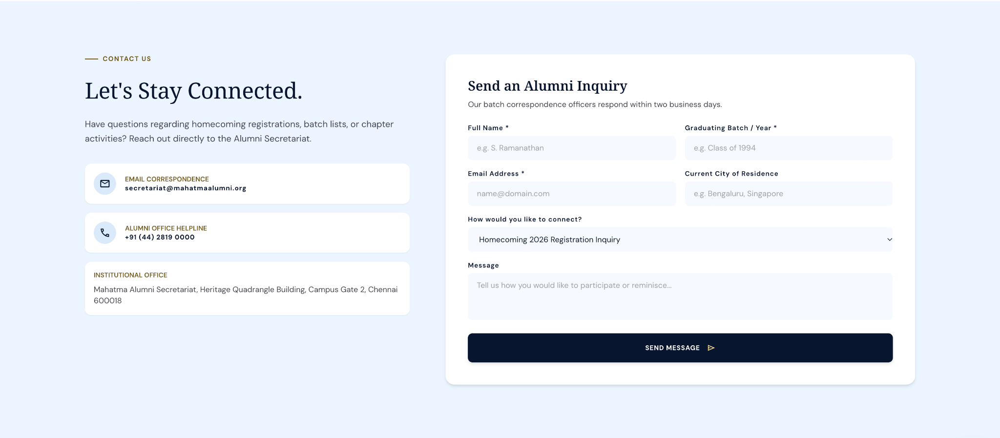 CONTACT US
Let's Stay Connected.
Have questions regarding homecoming registrations, batch lists, or chapter
activities? Reach out directly to the Alumni Secretariat.
EMAIL CORRESPONDENCE
secretariat@mahatmaalumni.org
ALUMNI OFFICE HELPLINE
+91 (44) 2819 0000
INSTITUTIONAL OFFICE
Mahatma Alumni Secretariat, Heritage Quadrangle Building, Campus Gate 2, Chennai
600018
Send an Alumni Inquiry
Our batch correspondence officers respond within two business days.
Full Name *
e.g. S. Ramanathan
Graduating Batch / Year *
e.g. Class of 1994
Email Address *
name@domain.com
Current City of Residence
e.g. Bengaluru, Singapore
How would you like to connect?
Homecoming 2026 Registration Inquiry
Message
Tell us how you would like to participate or reminisce...
SEND MESSAGE